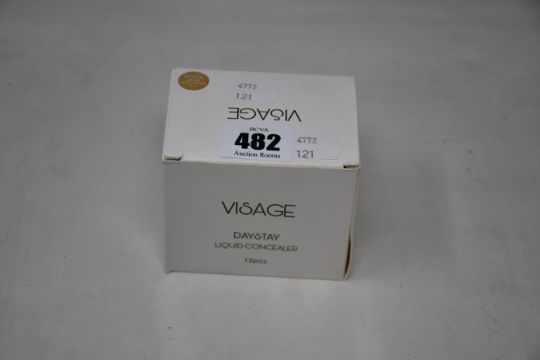 4772
121
VISAGE
BCVA
482
Auction Rooms
4772
121
VISAGE
DAYSTAY
LIQUID CONCEALER
12pcs